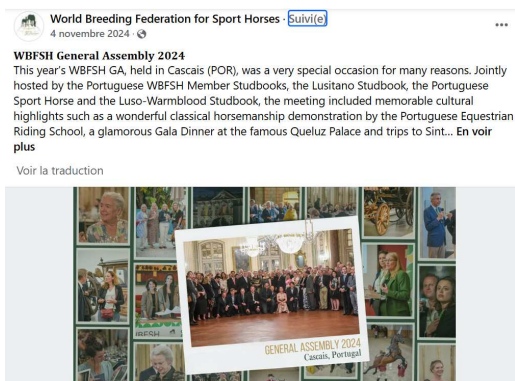 World Breeding Federation for Sport Horses · Suivi(e)
4 novembre 2024 ·
WBFSH General Assembly 2024
This year's WBFSH GA, held in Cascais (POR), was a very special occasion for many reasons. Jointly
hosted by the Portuguese WBFSH Member Studbooks, the Lusitano Studbook, the Portuguese
Sport Horse and the Luso-Warmblood Studbook, the meeting included memorable cultural
highlights such as a wonderful classical horsemanship demonstration by the Portuguese Equestrian
Riding School, a glamorous Gala Dinner at the famous Queluz Palace and trips to Sint... En voir
plus
Voir la traduction
GENERAL ASSEMBLY 2024
Cascais, Portugal